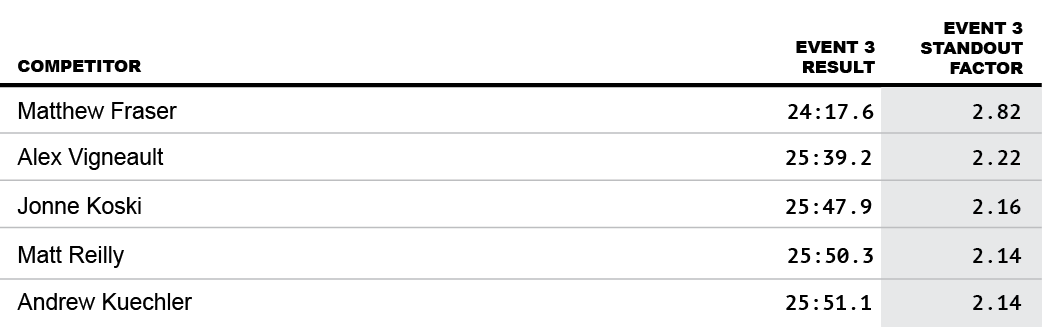 COMPETITOR EVENT 3 RESULT EVENT 3 STANDOUT FACTOR
Matthew Fraser 24:17.6 2.82
Alex Vigneault 25:39.2 2.22
Jonne Koski 25:47.9 2.16
Matt Reilly 25:50.3 2.14
Andrew Kuechler 25:51.1 2.14